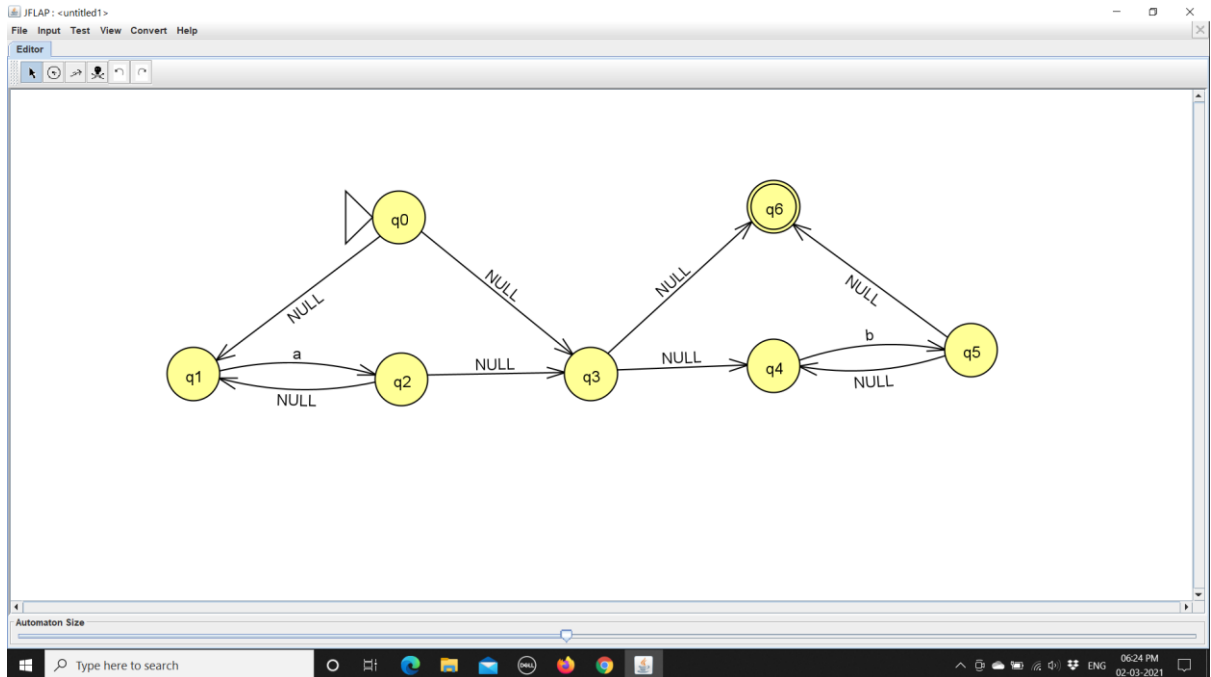 JFLAP : <untitled1>
File Input Test View Convert Help
Editor
q0
q6
NULL
NULL
NULL
NULL
a
NULL
NULL
b
q1
q2
q3
q4
q5
NULL
NULL
Automaton Size
Type here to search
DELL
ENG
06:24 PM
02-03-2021